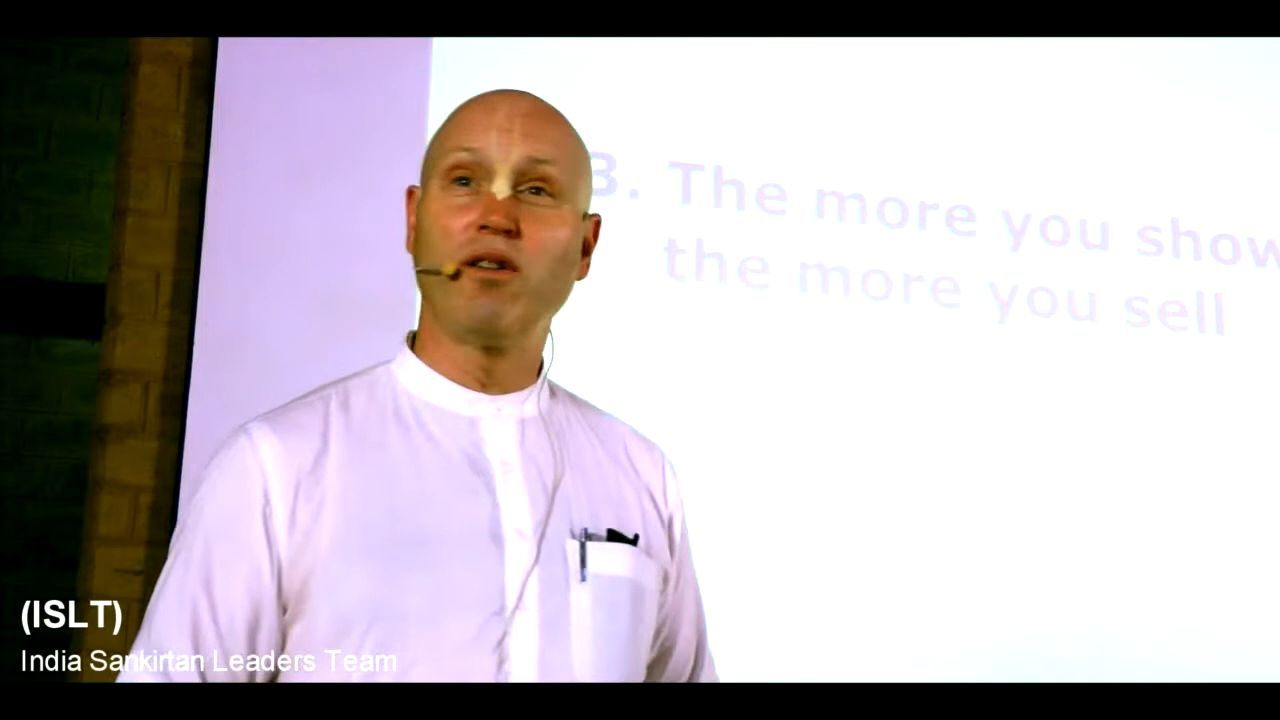 3. The more you show
the more you sell
(ISLT)
India Sankirtan Leaders Team